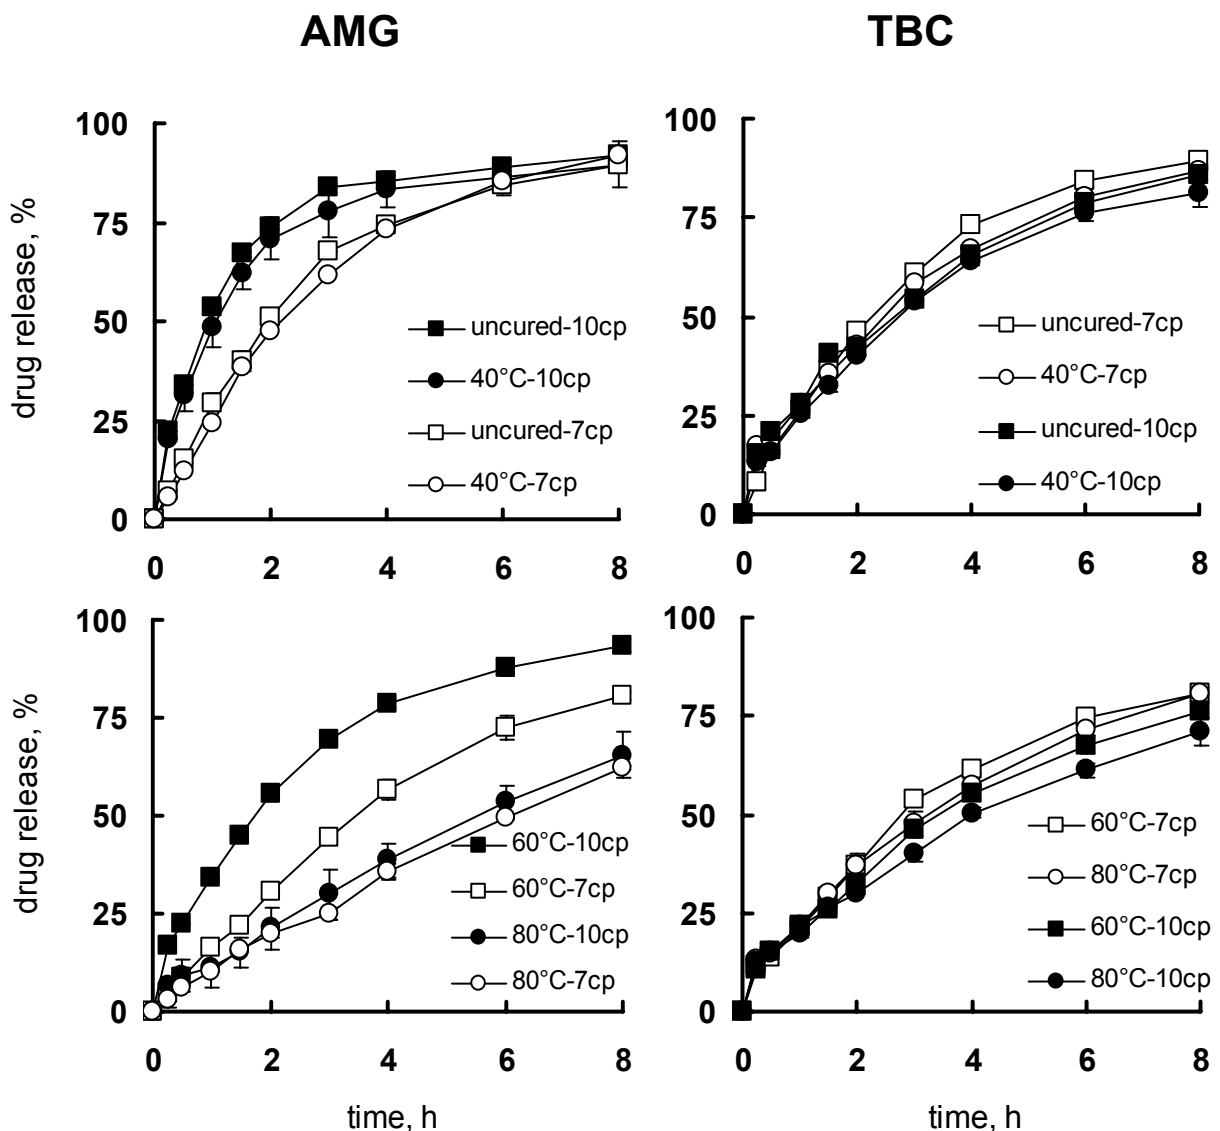 AMG
TBC
100
75
50
25
0
drug release, %
uncured-10cp
40°C-10cp
uncured-7cp
40°C-7cp
0 2 4 6 8
100
75
50
25
0
uncured-7cp
40°C-7cp
uncured-10cp
40°C-10cp
0 2 4 6 8
100
75
50
25
0
drug release, %
60°C-10cp
60°C-7cp
80°C-10cp
80°C-7cp
0 2 4 6 8
time, h
100
75
50
25
0
60°C-7cp
80°C-7cp
60°C-10cp
80°C-10cp
0 2 4 6 8
time, h